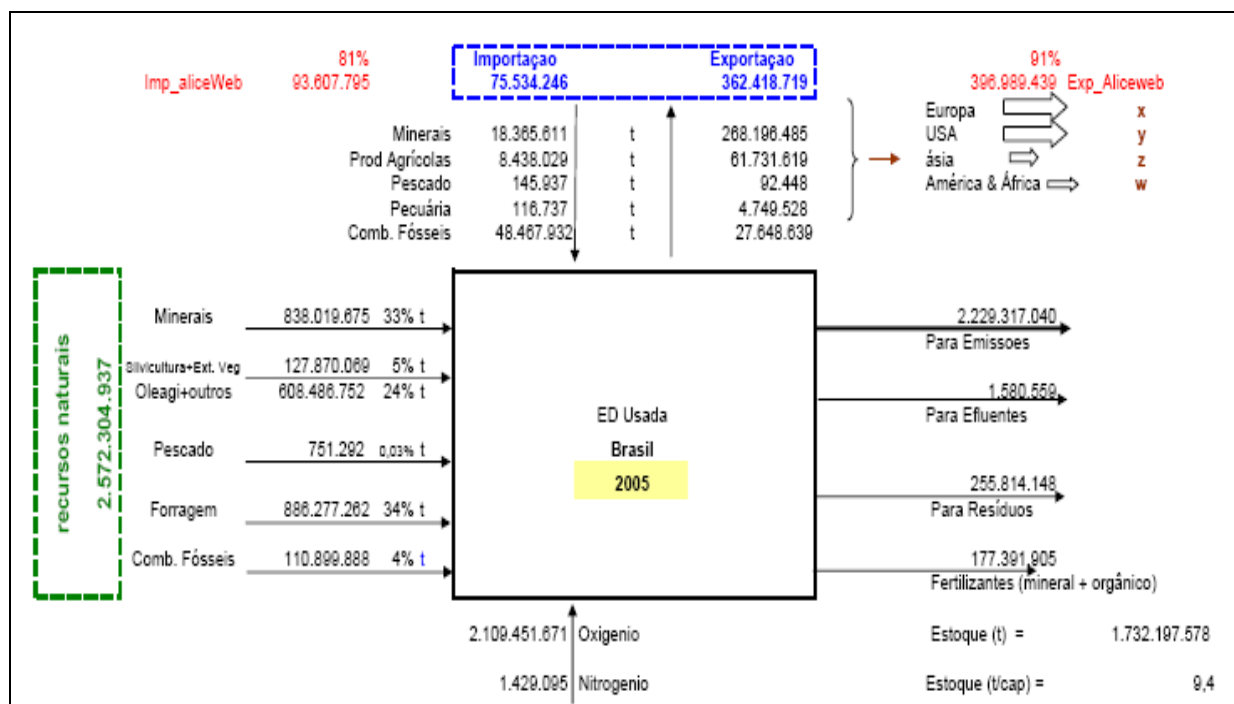 81%
Importaçao Exportaçao
91%
Imp_aliceWeb 93.607.795 75.534.246 362.418.719 396.989.439 Exp_Aliceweb
Europa x
Minerais 18.365.611 t 268.196.485 USA y
Prod Agrícolas 8.438.029 t 61.731.619 ásia z
Pescado 145.937 t 92.448 América & África w
Pecuária 116.737 t 4.749.528
Comb. Fósseis 48.467.932 t 27.648.639
recursos naturais
2.572.304.937
Minerais 838.019.675 33% t
Silvicultura+Ext. Veg 127.870.069 5% t
Oleagi+outros 608.486.752 24% t
Pescado 751.292 0,03% t
Forragem 886.277.262 34% t
Comb. Fósseis 110.899.888 4% t
ED Usada
Brasil
2005
2.229.317.040
Para Emissoes
1.580.559
Para Efluentes
255.814.148
Para Resíduos
177.391.905
Fertilizantes (mineral + orgânico)
2.109.451.671 Oxigenio
1.429.095 Nitrogenio
Estoque (t) = 1.732.197.578
Estoque (t/cap) = 9,4